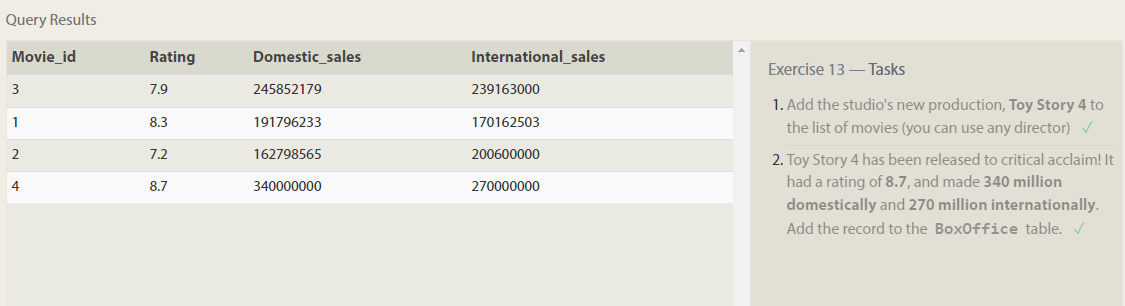 Query Results
Movie_id Rating Domestic_sales International_sales
3 7.9 245852179 239163000
1 8.3 191796233 170162503
2 7.2 162798565 200600000
4 8.7 340000000 270000000
Exercise 13 — Tasks
1. Add the studio's new production, Toy Story 4 to
the list of movies (you can use any director) ✓
2. Toy Story 4 has been released to critical acclaim! It
had a rating of 8.7, and made 340 million
domestically and 270 million internationally.
Add the record to the BoxOffice table. ✓